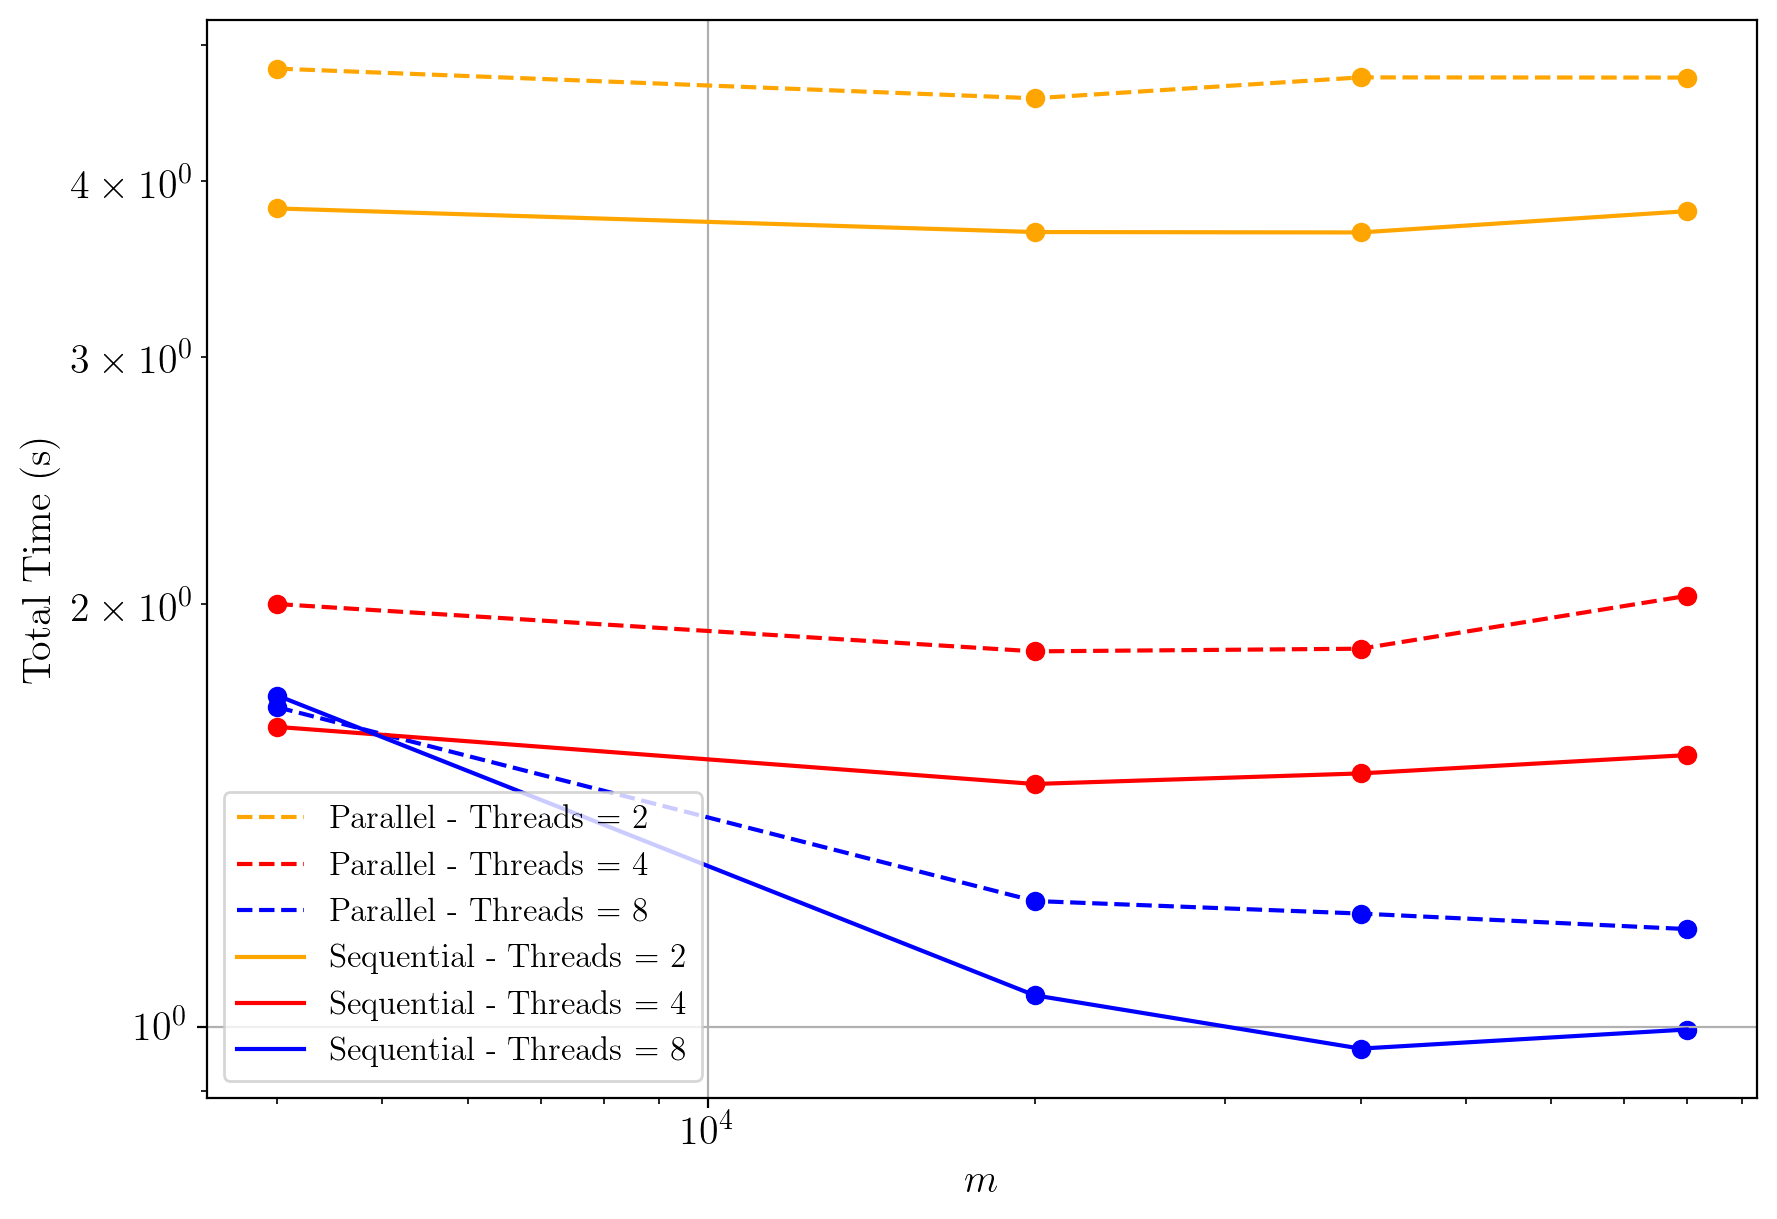 Total Time (s)
4 × 10⁰
3 × 10⁰
2 × 10⁰
10⁰
Parallel - Threads = 2
Parallel - Threads = 4
Parallel - Threads = 8
Sequential - Threads = 2
Sequential - Threads = 4
Sequential - Threads = 8
10⁴
m